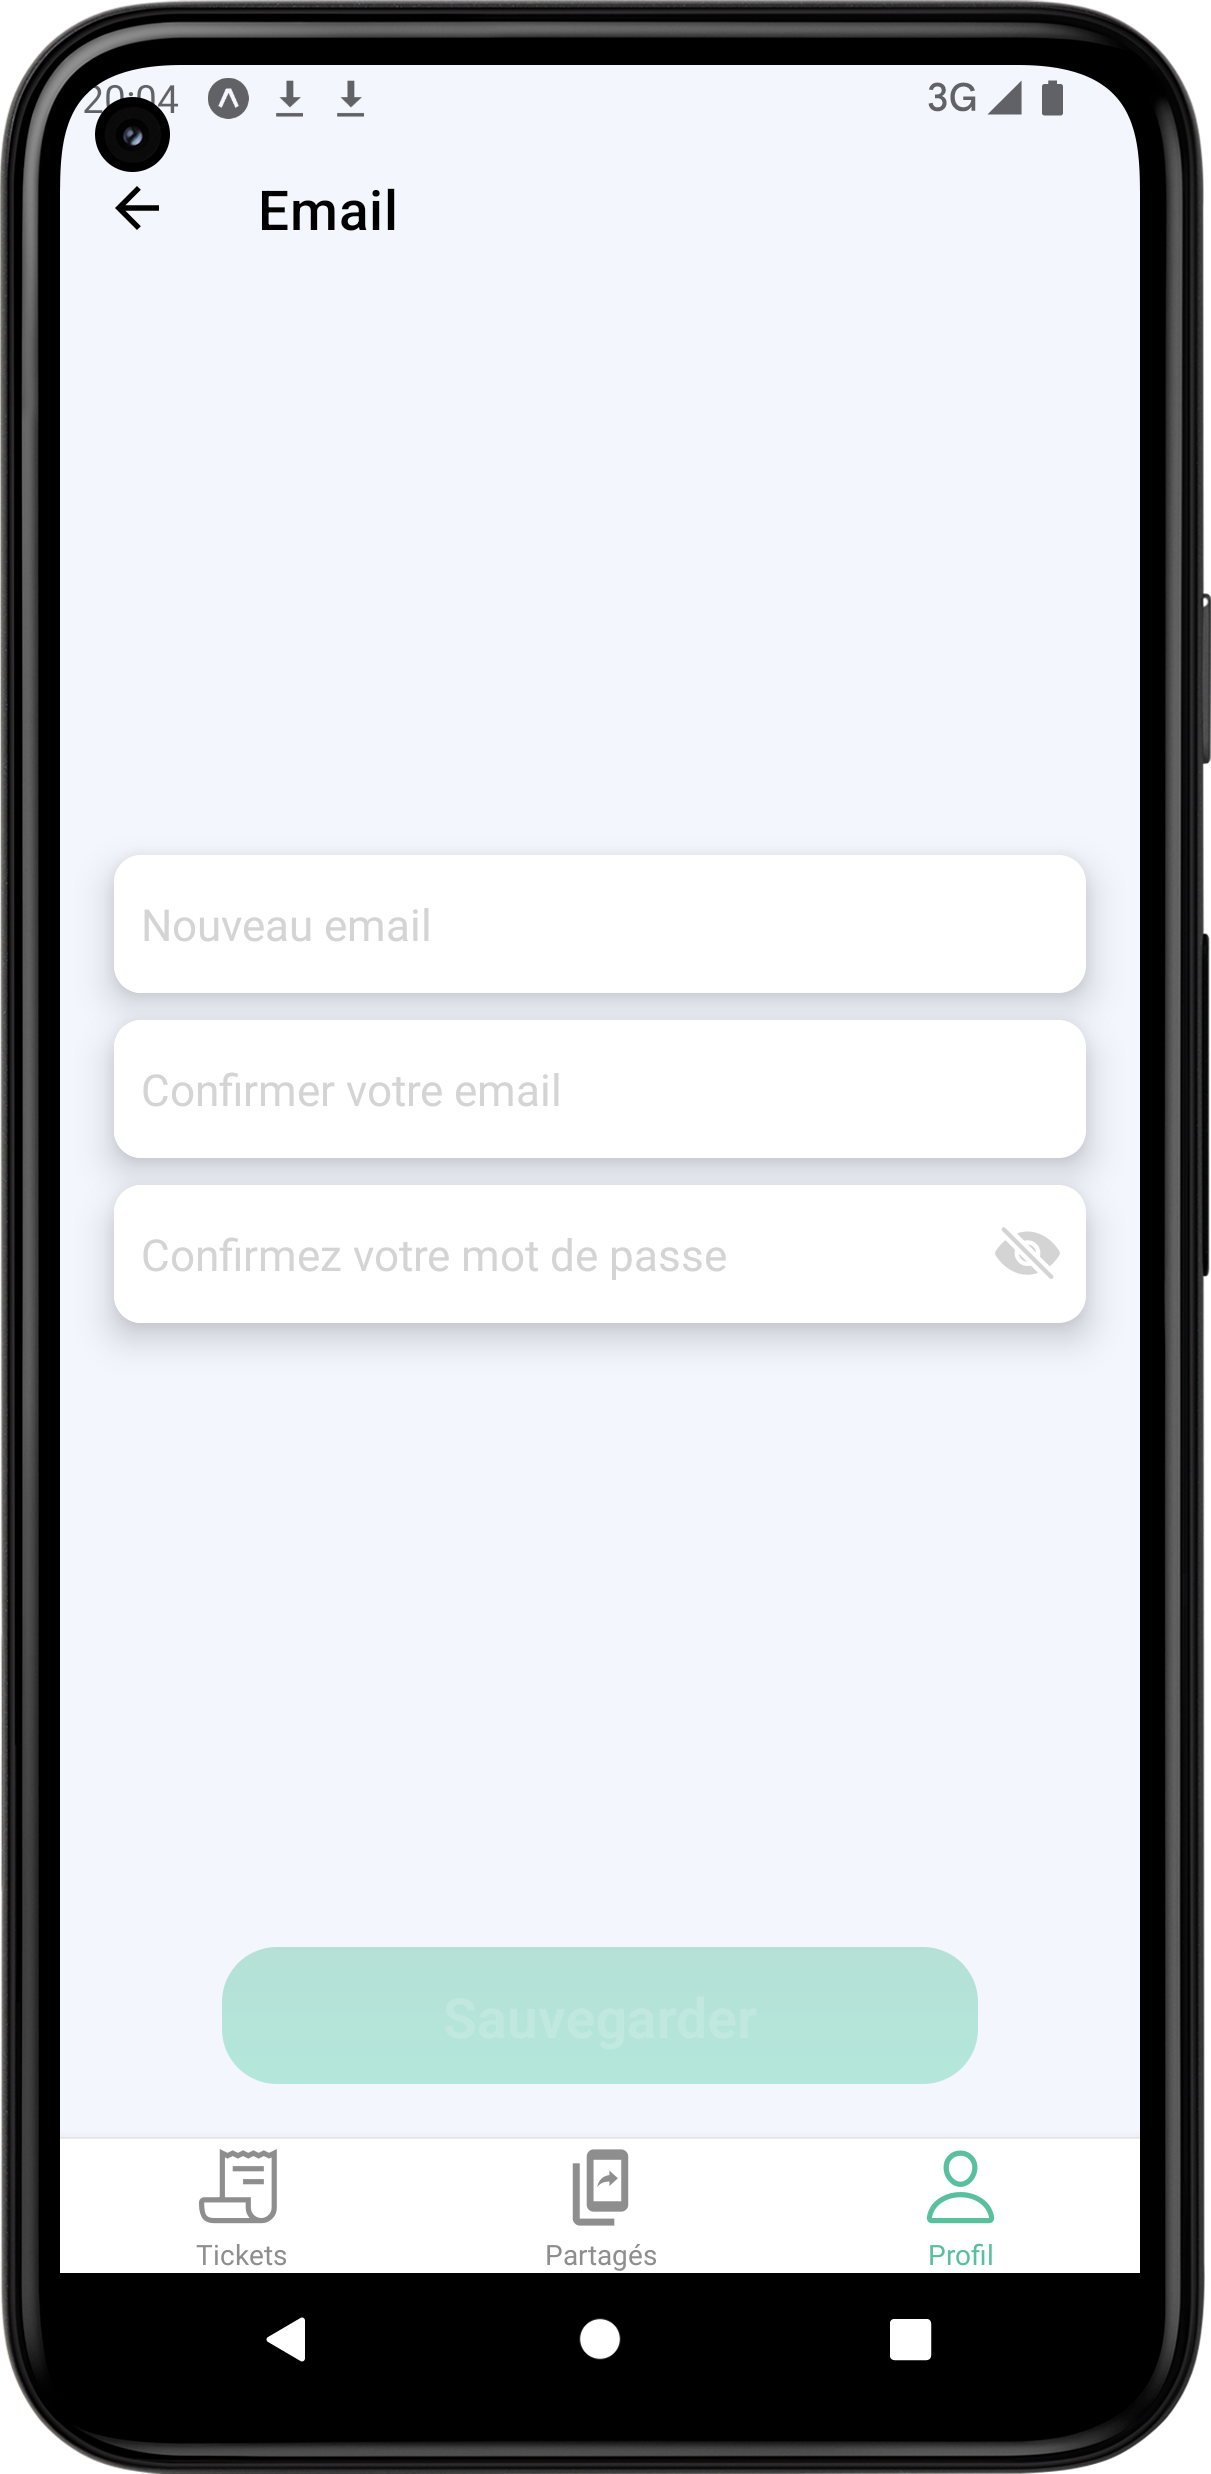 20:04
3G
Email
Nouveau email
Confirmer votre email
Confirmez votre mot de passe
Sauvegarder
Tickets
Partagés
Profil